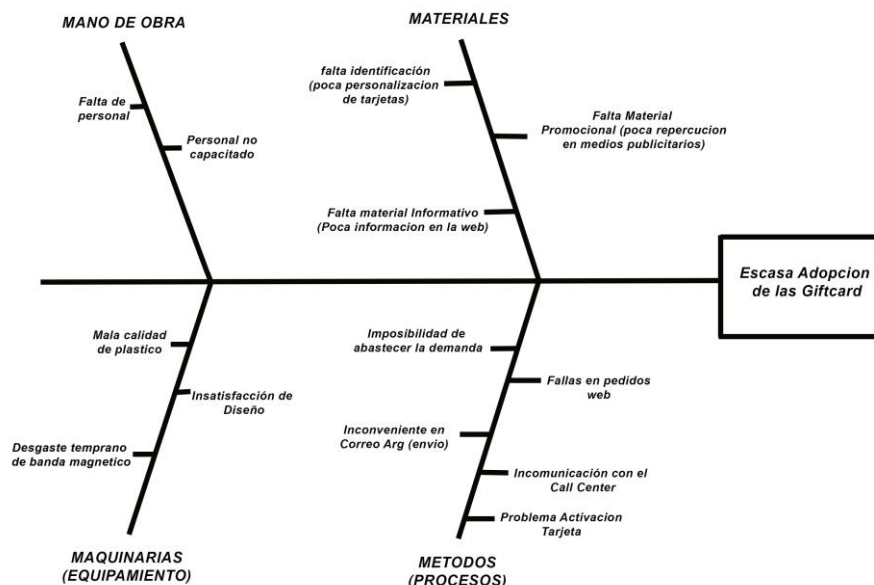 MANO DE OBRA
MATERIALES
Falta de
personal
Personal no
capacitado
falta identificación
(poca personalización
de tarjetas)
Falta Material
Promocional (poca repercucion
en medios publicitarios)
Falta material Informativo
(Poca informacion en la web)
Escasa Adopcion
de las Giftcard
Mala calidad
de plastico
Insatisfacción de
Diseño
Desgaste temprano
de banda magnetico
Imposibilidad de
abastecer la demanda
Fallas en pedidos
web
Inconveniente en
Correo Arg (envio)
Incomunicación con el
Call Center
Problema Activacion
Tarjeta
MAQUINARIAS
(EQUIPAMIENTO)
METODOS
(PROCESOS)